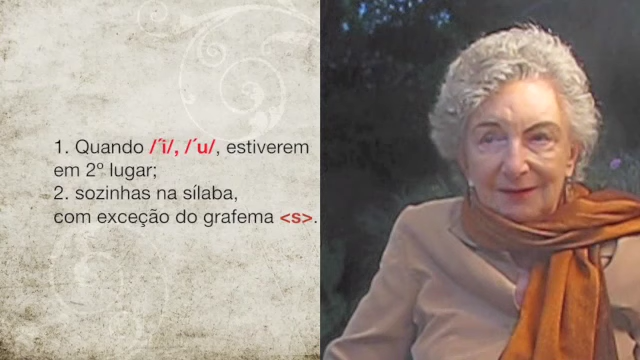 1. Quando /´i/, /´u/, estiverem
em 2º lugar;
2. sozinhas na sílaba,
com exceção do grafema <s>.